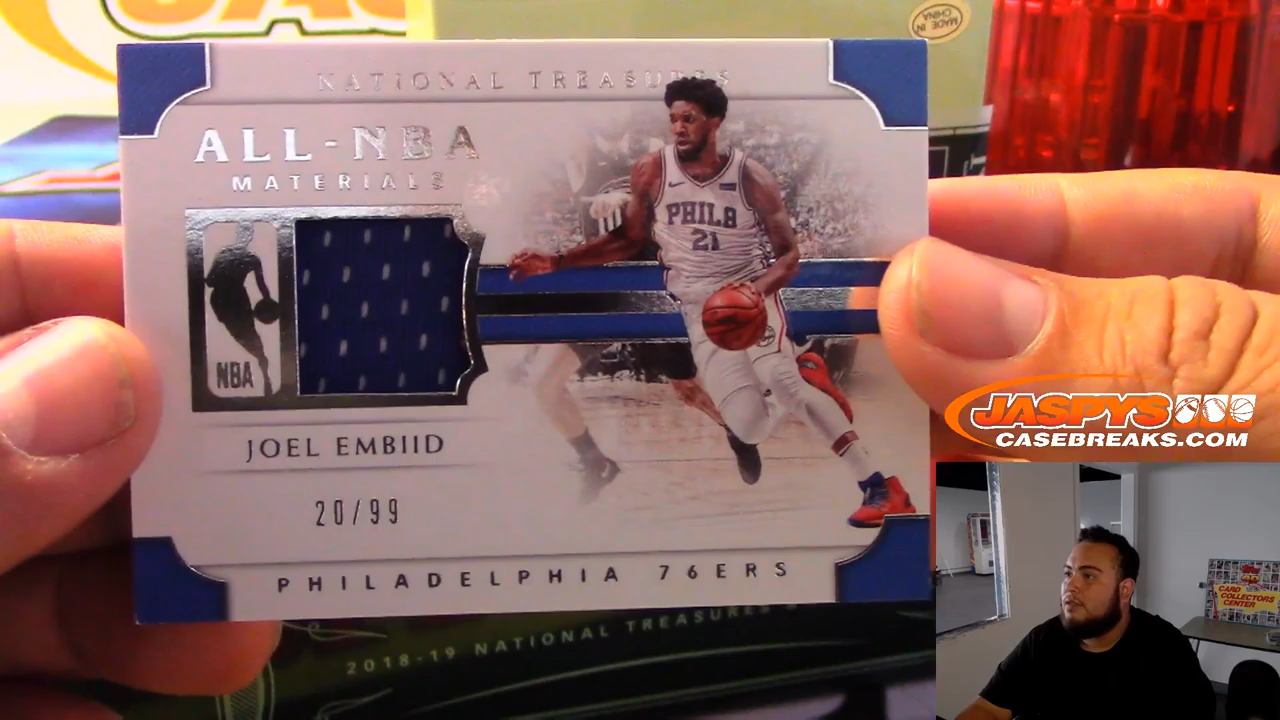 MADE IN
CHINA
NATIONAL TREASURES
ALL-NBA
MATERIALS
PHILA
21
NBA
JOEL EMBIID
20/99
PHILADELPHIA 76ERS
2018-19 NATIONAL TREASURES
JASPYS
CASEBREAKS.COM
CARD
COLLECTORS
CENTER